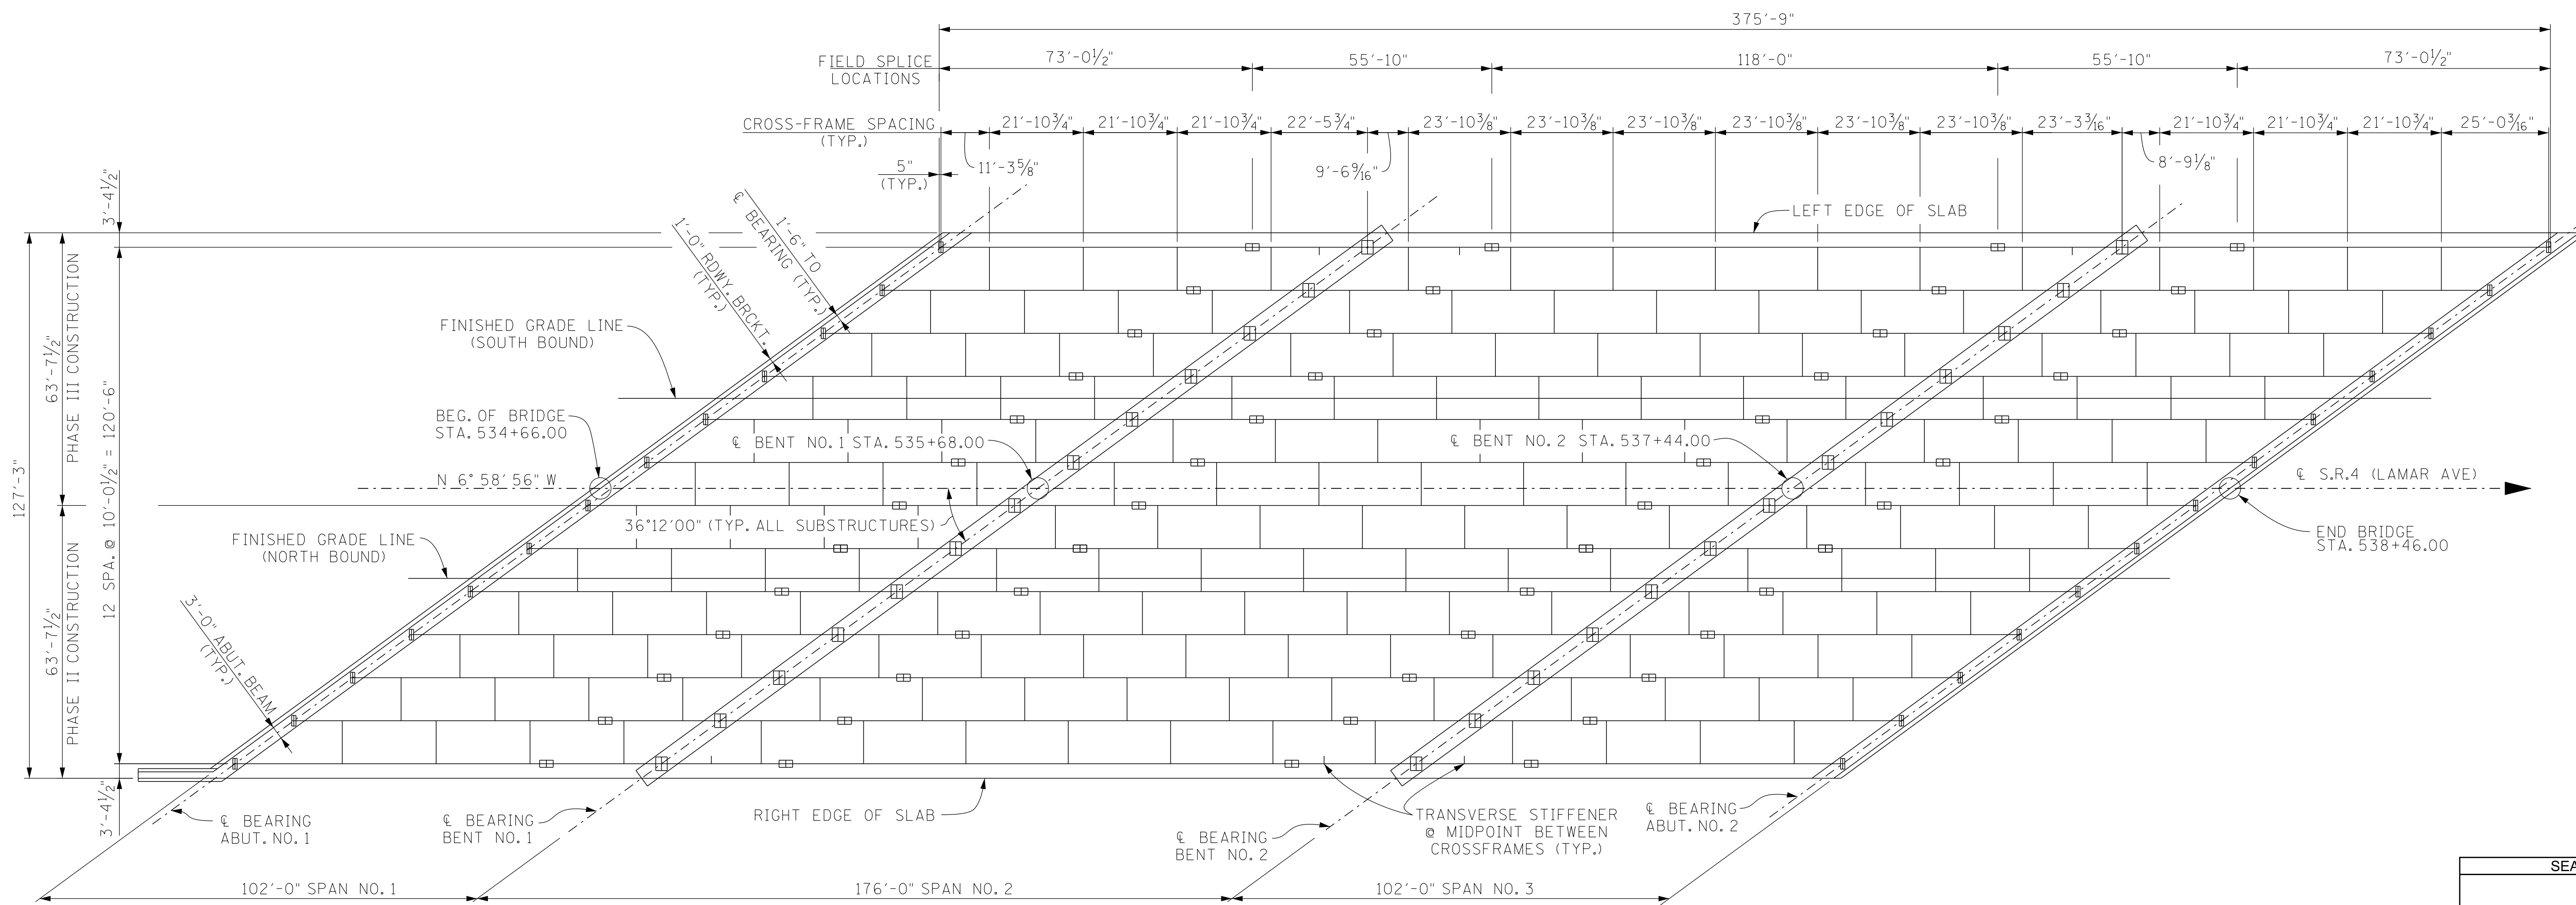 375'-9"
FIELD SPLICE
LOCATIONS
73'-0½"
55'-10"
118'-0"
55'-10"
73'-0½"
CROSS-FRAME SPACING
(TYP.)
21'-10¾"
21'-10¾"
21'-10¾"
22'-5¾"
23'-10⅜"
23'-10⅜"
23'-10⅜"
23'-10⅜"
23'-10⅜"
23'-10⅜"
23'-3³⁄₁₆"
21'-10¾"
21'-10¾"
21'-10¾"
25'-0³⁄₁₆"
5"
(TYP.)
11'-3⅝"
9'-6⁹⁄₁₆"
8'-9⅛"
3'-4½"
1'-6" TO
℄ BEARING (TYP.)
1'-0" RDWY. BRCKT.
(TYP.)
LEFT EDGE OF SLAB
127'-3"
63'-7½"
PHASE III CONSTRUCTION
12 SPA. @ 10'-0½" = 120'-6"
63'-7½"
PHASE II CONSTRUCTION
3'-4½"
FINISHED GRADE LINE
(SOUTH BOUND)
BEG. OF BRIDGE
STA. 534+66.00
℄ BENT NO. 1 STA. 535+68.00
℄ BENT NO. 2 STA. 537+44.00
N 6°58'56" W
℄ S.R.4 (LAMAR AVE)
36°12'00" (TYP. ALL SUBSTRUCTURES)
END BRIDGE
STA. 538+46.00
FINISHED GRADE LINE
(NORTH BOUND)
3'-0" ABUT. BEAM
(TYP.)
℄ BEARING
ABUT. NO. 1
℄ BEARING
BENT NO. 1
RIGHT EDGE OF SLAB
℄ BEARING
BENT NO. 2
TRANSVERSE STIFFENER
@ MIDPOINT BETWEEN
CROSSFRAMES (TYP.)
℄ BEARING
ABUT. NO. 2
102'-0" SPAN NO. 1
176'-0" SPAN NO. 2
102'-0" SPAN NO. 3